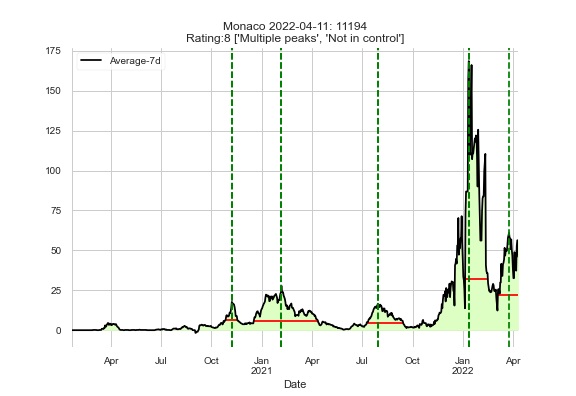 Monaco 2022-04-11: 11194
Rating:8 ['Multiple peaks', 'Not in control']
Average-7d
175
150
125
100
75
50
25
0
Apr Jul Oct Jan Apr Jul Oct Jan Apr
2021 2022
Date